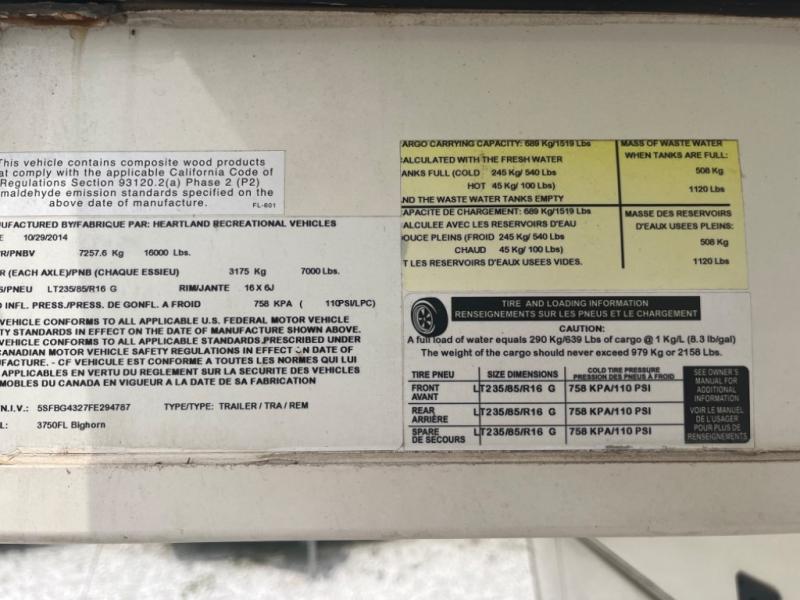 This vehicle contains composite wood products
at comply with the applicable California Code of
Regulations Section 93120.2(a) Phase 2 (P2)
maldehyde emission standards specified on the
above date of manufacture.
FL-601
UFACTURED BY/FABRIQUE PAR: HEARTLAND RECREATIONAL VEHICLES
E 10/29/2014
R/PNBV 7257.6 Kg 16000 Lbs.
R (EACH AXLE)/PNB (CHAQUE ESSIEU) 3175 Kg 7000 Lbs.
S/PNEU LT235/85/R16 G RIM/JANTE 16 X 6J
INFL. PRESS./PRESS. DE GONFL. A FROID 758 KPA ( 110PSI/LPC)
VEHICLE CONFORMS TO ALL APPLICABLE U.S. FEDERAL MOTOR VEHICLE
TY STANDARDS IN EFFECT ON THE DATE OF MANUFACTURE SHOWN ABOVE.
VEHICLE CONFORMS TO ALL APPLICABLE STANDARDS PRESCRIBED UNDER
CANADIAN MOTOR VEHICLE SAFETY REGULATIONS IN EFFECT ON DATE OF
FACTURE. - CF VEHICULE EST CONFORME A TOUTES LES NORMES QUI LUI
APPLICABLES EN VERTU DU REGLEMENT SUR LA SECURITE DES VEHICLES
MOBLES DU CANADA EN VIGUEUR A LA DATE DE SA FABRICATION
N.I.V.: 5SFBG4327FE294787 TYPE/TYPE: TRAILER / TRA / REM
L: 3750FL Bighorn
ARGO CARRYING CAPACITY: 689 Kg/1519 Lbs
ALCULATED WITH THE FRESH WATER
ANKS FULL (COLD 245 Kg/ 540 Lbs
HOT 45 Kg/ 100 Lbs)
ND THE WASTE WATER TANKS EMPTY
MASS OF WASTE WATER
WHEN TANKS ARE FULL:
508 Kg
1120 Lbs
CAPACITE DE CHARGEMENT: 689 Kg/1519 Lbs
ALCULEE AVEC LES RESERVOIRS D'EAU
OUCE PLEINS (FROID 245 Kg/ 540 Lbs
CHAUD 45 Kg/ 100 Lbs)
T LES RESERVOIRS D'EAUX USEES VIDES.
MASSE DES RESERVOIRS
D'EAUX USEES PLEINS:
508 Kg
1120 Lbs
TIRE AND LOADING INFORMATION
RENSEIGNEMENTS SUR LES PNEUS ET LE CHARGEMENT
CAUTION:
A full load of water equals 290 Kg/639 Lbs of cargo @ 1 Kg/L (8.3 lb/gal)
The weight of the cargo should never exceed 979 Kg or 2158 Lbs.
TIRE PNEU SIZE DIMENSIONS COLD TIRE PRESSURE
PRESSION DES PNEUS À FROID
FRONT
AVANT
LT235/85/R16 G 758 KPA/110 PSI
REAR
ARRIÈRE
LT235/85/R16 G 758 KPA/110 PSI
SPARE
DE SECOURS
LT235/85/R16 G 758 KPA/110 PSI
SEE OWNER'S
MANUAL FOR
ADDITIONAL
INFORMATION
VOIR LE MANUEL
DE L'USAGER
POUR PLUS DE
RENSEIGNEMENTS